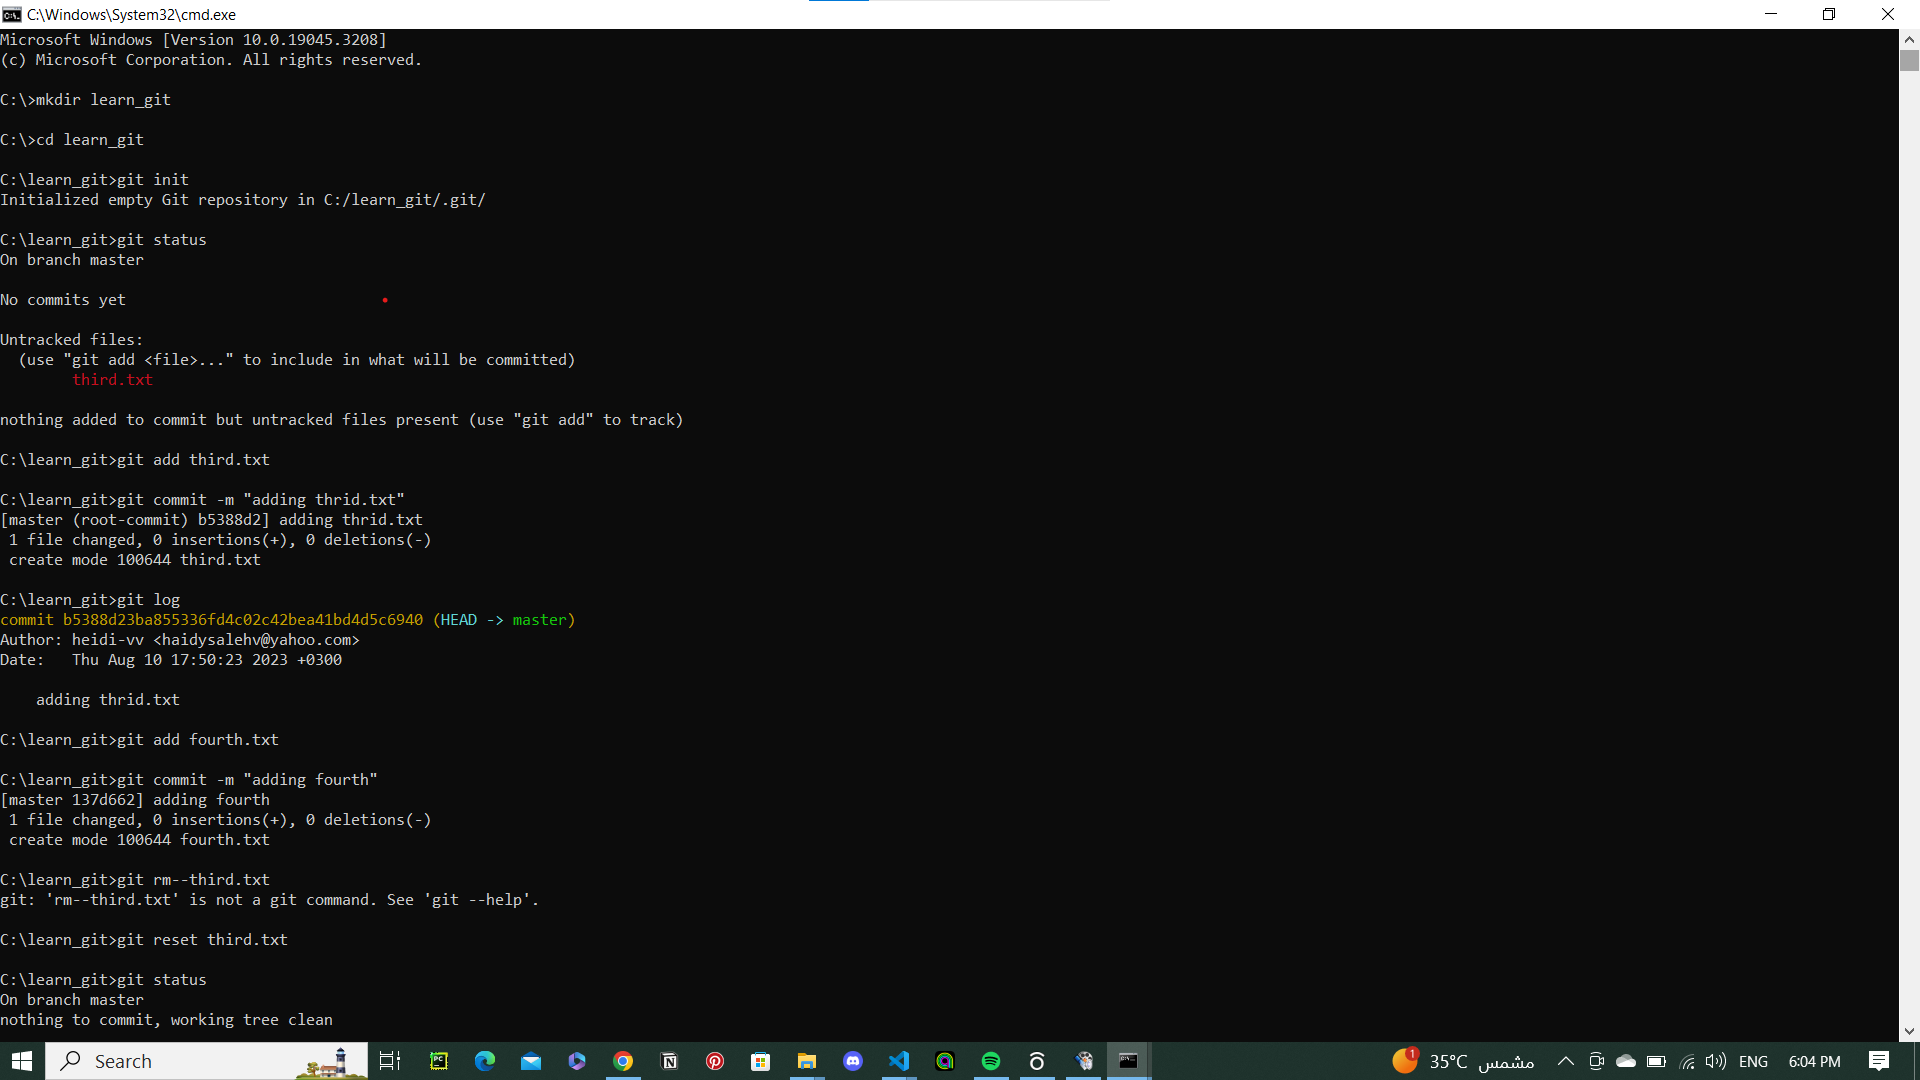 C:\Windows\System32\cmd.exe
Microsoft Windows [Version 10.0.19045.3208]
(c) Microsoft Corporation. All rights reserved.
C:\>mkdir learn_git
C:\>cd learn_git
C:\learn_git>git init
Initialized empty Git repository in C:/learn_git/.git/
C:\learn_git>git status
On branch master
No commits yet
Untracked files:
  (use "git add <file>..." to include in what will be committed)
        third.txt
nothing added to commit but untracked files present (use "git add" to track)
C:\learn_git>git add third.txt
C:\learn_git>git commit -m "adding thrid.txt"
[master (root-commit) b5388d2] adding thrid.txt
 1 file changed, 0 insertions(+), 0 deletions(-)
 create mode 100644 third.txt
C:\learn_git>git log
commit b5388d23ba855336fd4c02c42bea41bd4d5c6940 (HEAD -> master)
Author: heidi-vv <haidysalehv@yahoo.com>
Date:   Thu Aug 10 17:50:23 2023 +0300
    adding thrid.txt
C:\learn_git>git add fourth.txt
C:\learn_git>git commit -m "adding fourth"
[master 137d662] adding fourth
 1 file changed, 0 insertions(+), 0 deletions(-)
 create mode 100644 fourth.txt
C:\learn_git>git rm--third.txt
git: 'rm--third.txt' is not a git command. See 'git --help'.
C:\learn_git>git reset third.txt
C:\learn_git>git status
On branch master
nothing to commit, working tree clean
Search
1
35°C مشمس
ENG
6:04 PM